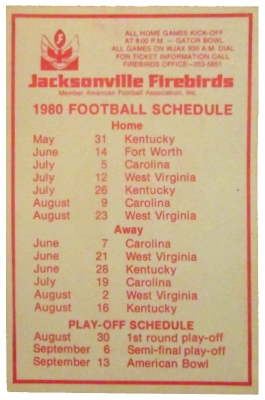 ALL HOME GAMES KICK-OFF
AT 8:00 P.M. — GATOR BOWL
ALL GAMES ON WJAX 930 A.M. DIAL
FOR TICKET INFORMATION CALL
FIREBIRDS OFFICE—353-5851
Jacksonville Firebirds
Member American Football Association, Inc.
1980 FOOTBALL SCHEDULE
Home
May 31 Kentucky
June 14 Fort Worth
July 5 Carolina
July 12 West Virginia
July 26 Kentucky
August 9 Carolina
August 23 West Virginia
Away
June 7 Carolina
June 21 West Virginia
June 28 Kentucky
July 19 Carolina
August 2 West Virginia
August 16 Kentucky
PLAY-OFF SCHEDULE
August 30 1st round play-off
September 6 Semi-final play-off
September 13 American Bowl